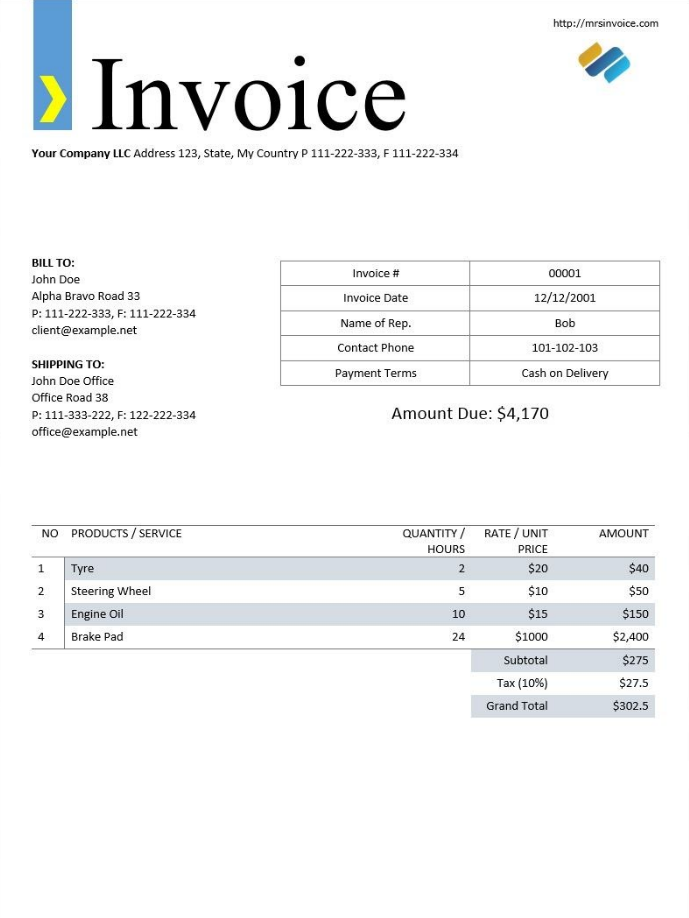 http://mrsinvoice.com
Invoice
Your Company LLC Address 123, State, My Country P 111-222-333, F 111-222-334
BILL TO:
John Doe
Alpha Bravo Road 33
P: 111-222-333, F: 111-222-334
client@example.net
SHIPPING TO:
John Doe Office
Office Road 38
P: 111-333-222, F: 122-222-334
office@example.net
Invoice # 00001
Invoice Date 12/12/2001
Name of Rep. Bob
Contact Phone 101-102-103
Payment Terms Cash on Delivery
Amount Due: $4,170
NO PRODUCTS / SERVICE QUANTITY / HOURS RATE / UNIT PRICE AMOUNT
1 Tyre 2 $20 $40
2 Steering Wheel 5 $10 $50
3 Engine Oil 10 $15 $150
4 Brake Pad 24 $1000 $2,400
Subtotal $275
Tax (10%) $27.5
Grand Total $302.5